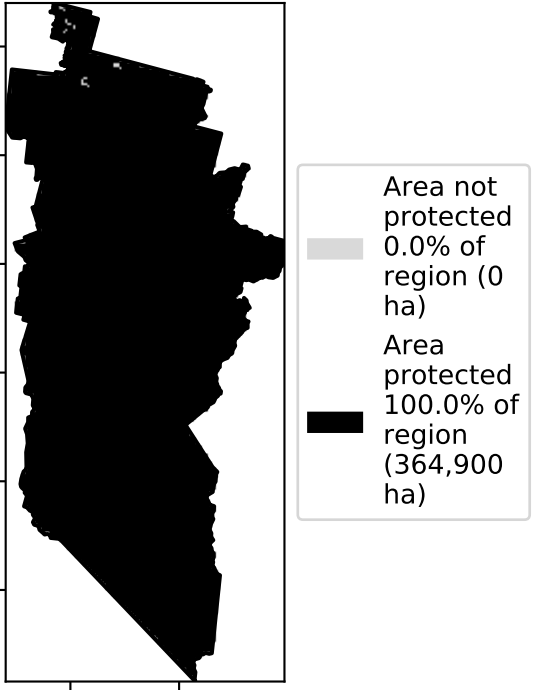 Area not
protected
0.0% of
region (0
ha)
Area
protected
100.0% of
region
(364,900
ha)